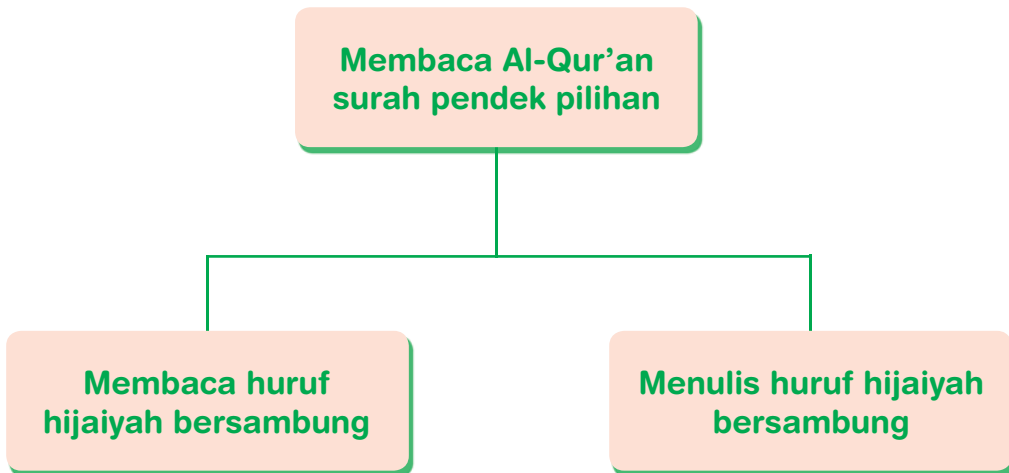 Membaca Al-Qur’an
surah pendek pilihan
Membaca huruf
hijaiyah bersambung
Menulis huruf hijaiyah
bersambung